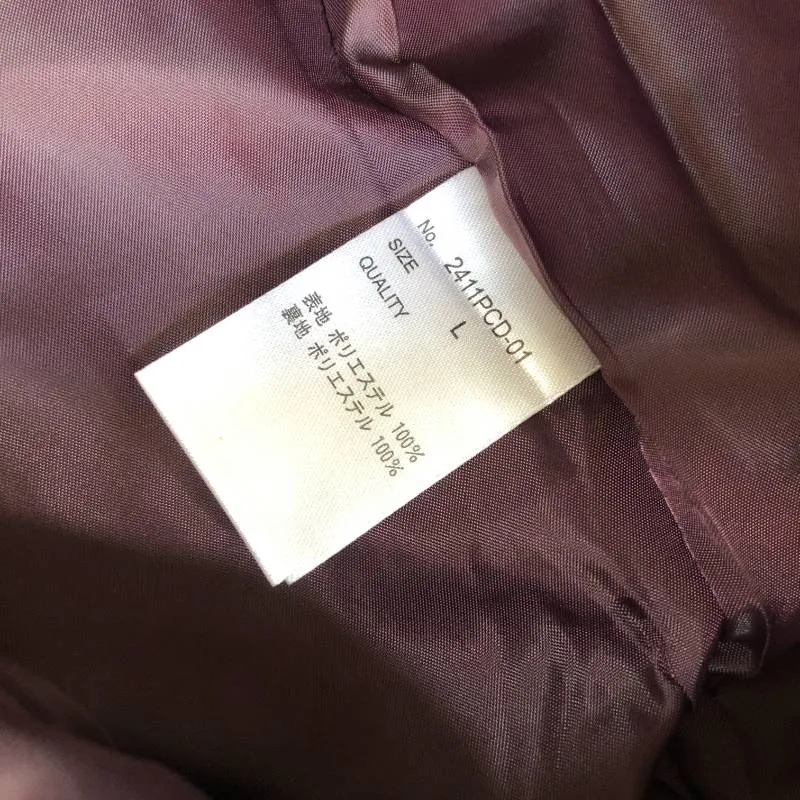 No. 2411PCD-01
SIZE L
QUALITY
表地 ポリエステル 100%
裏地 ポリエステル 100%